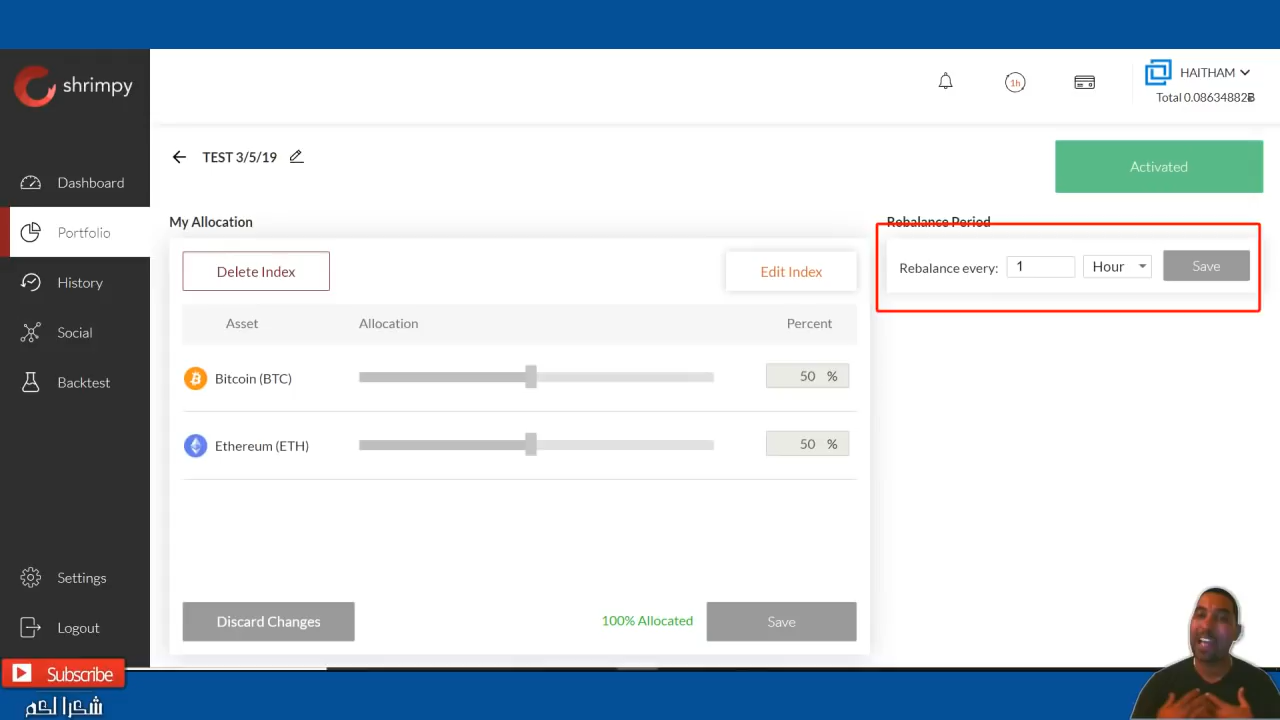 shrimpy
1h
HAITHAM
Total 0.08634882Ƀ
TEST 3/5/19
Activated
Dashboard
Portfolio
History
Social
Backtest
Settings
Logout
My Allocation
Delete Index
Edit Index
Asset Allocation Percent
Bitcoin (BTC) 50 %
Ethereum (ETH) 50 %
Discard Changes
100% Allocated
Save
Rebalance Period
Rebalance every: 1 Hour Save
Subscribe
شكرا لكم